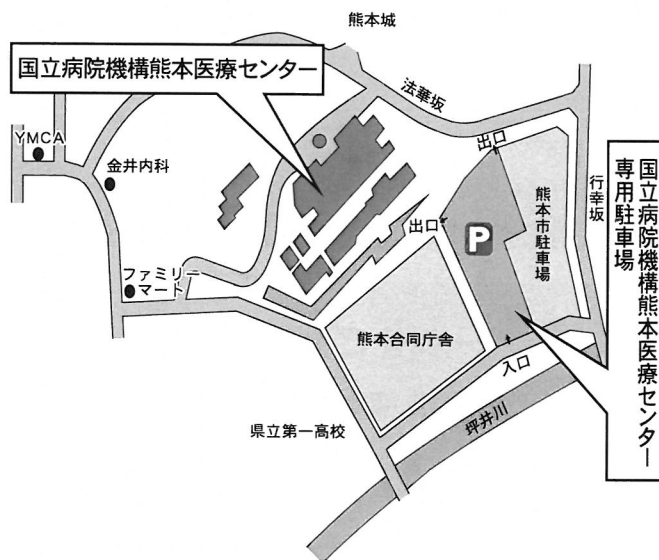 熊本城
国立病院機構熊本医療センター
法華坂
YMCA
金井内科
出口
行幸坂
国立病院機構熊本医療センター
専用駐車場
熊本市駐車場
出口
P
ファミリー
マート
熊本合同庁舎
入口
坪井川
県立第一高校